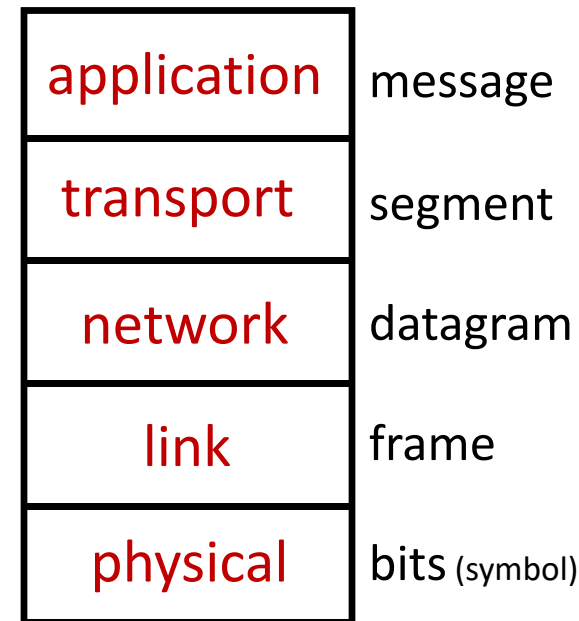 application message
transport segment
network datagram
link frame
physical bits (symbol)